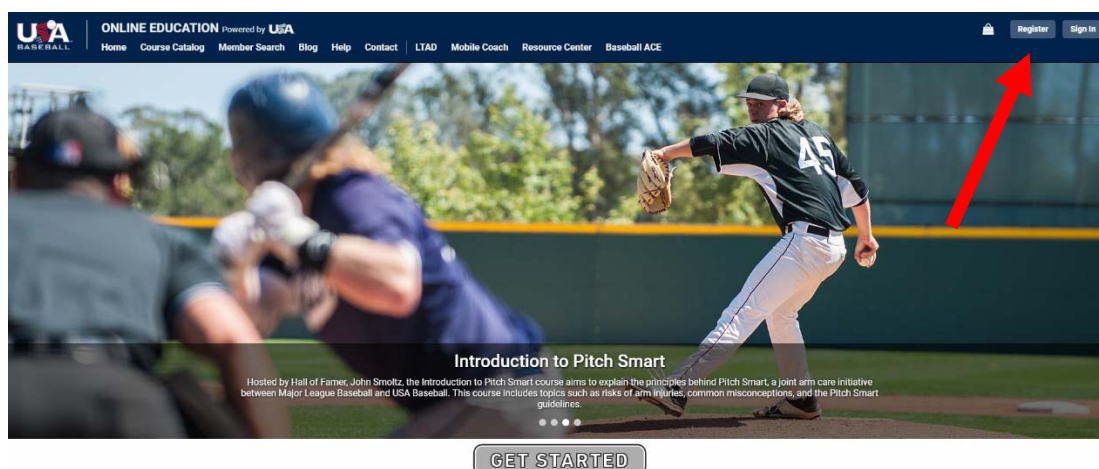 USA
BASEBALL
ONLINE EDUCATION Powered by USA
Home Course Catalog Member Search Blog Help Contact LTAD Mobile Coach Resource Center Baseball ACE
Register Sign In
45
Introduction to Pitch Smart
Hosted by Hall of Famer, John Smoltz, the Introduction to Pitch Smart course aims to explain the principles behind Pitch Smart, a joint arm care initiative
between Major League Baseball and USA Baseball. This course includes topics such as risks of arm injuries, common misconceptions, and the Pitch Smart
guidelines.
GET STARTED